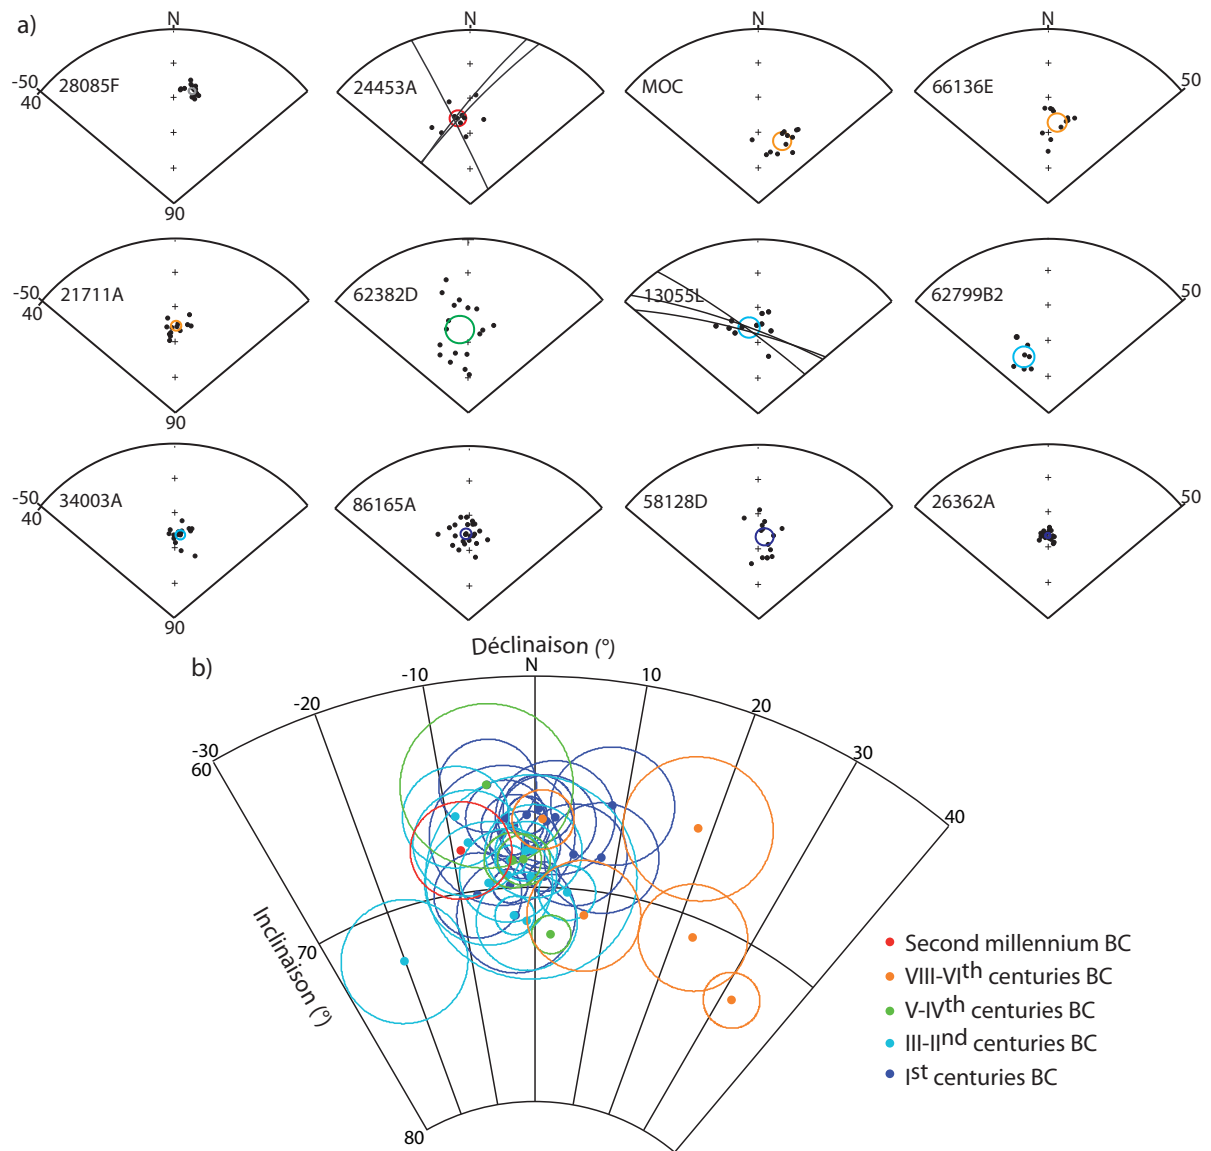 a)
N
N
N
N
-50
40
28085F
24453A
MOC
66136E
50
90
-50
40
21711A
62382D
13055L
62799B2
50
90
-50
40
34003A
86165A
58128D
26362A
50
90
b)
Déclinaison (°)
N
-10
10
-20
20
-30
30
60
40
70
Inclinaison (°)
80
Second millennium BC
VIII-VIth centuries BC
V-IVth centuries BC
III-IInd centuries BC
Ist centuries BC